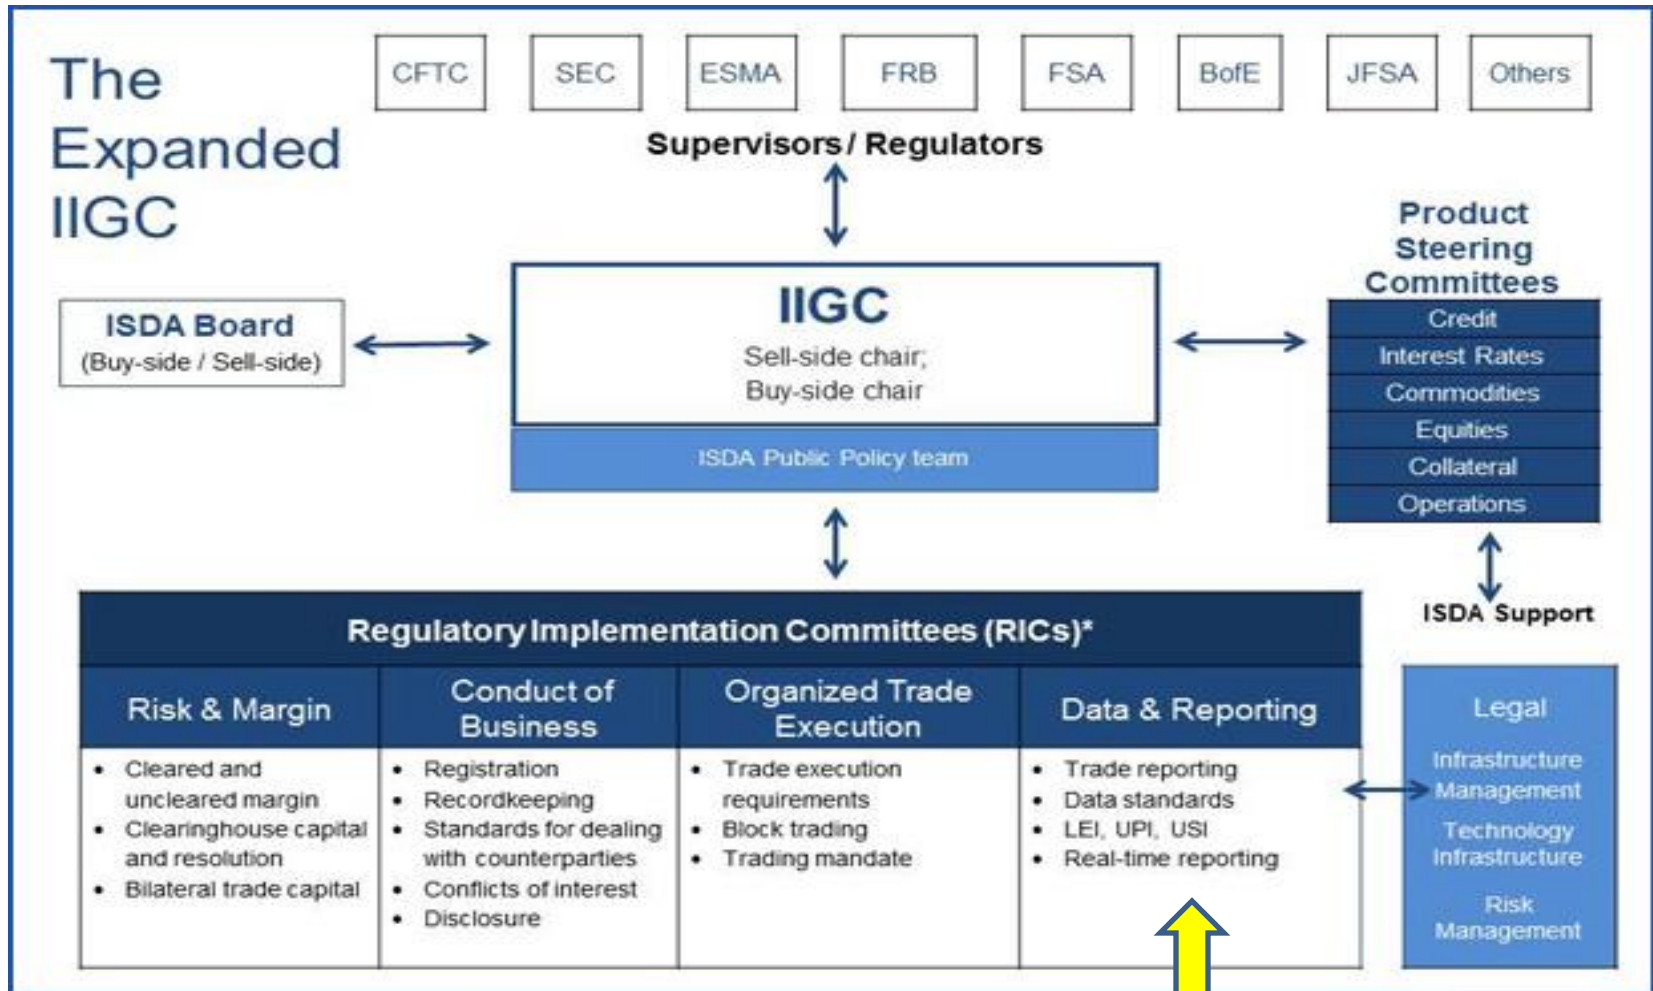 The
Expanded
IIGC
CFTC
SEC
ESMA
FRB
FSA
BofE
JFSA
Others
Supervisors / Regulators
ISDA Board
(Buy-side / Sell-side)
IIGC
Sell-side chair;
Buy-side chair
ISDA Public Policy team
Product
Steering
Committees
Credit
Interest Rates
Commodities
Equities
Collateral
Operations
ISDA Support
Regulatory Implementation Committees (RICs)*
Risk & Margin
• Cleared and
uncleared margin
• Clearinghouse capital
and resolution
• Bilateral trade capital
Conduct of
Business
• Registration
• Recordkeeping
• Standards for dealing
with counterparties
• Conflicts of interest
• Disclosure
Organized Trade
Execution
• Trade execution
requirements
• Block trading
• Trading mandate
Data & Reporting
• Trade reporting
• Data standards
• LEI, UPI, USI
• Real-time reporting
Legal
Infrastructure
Management
Technology
Infrastructure
Risk
Management